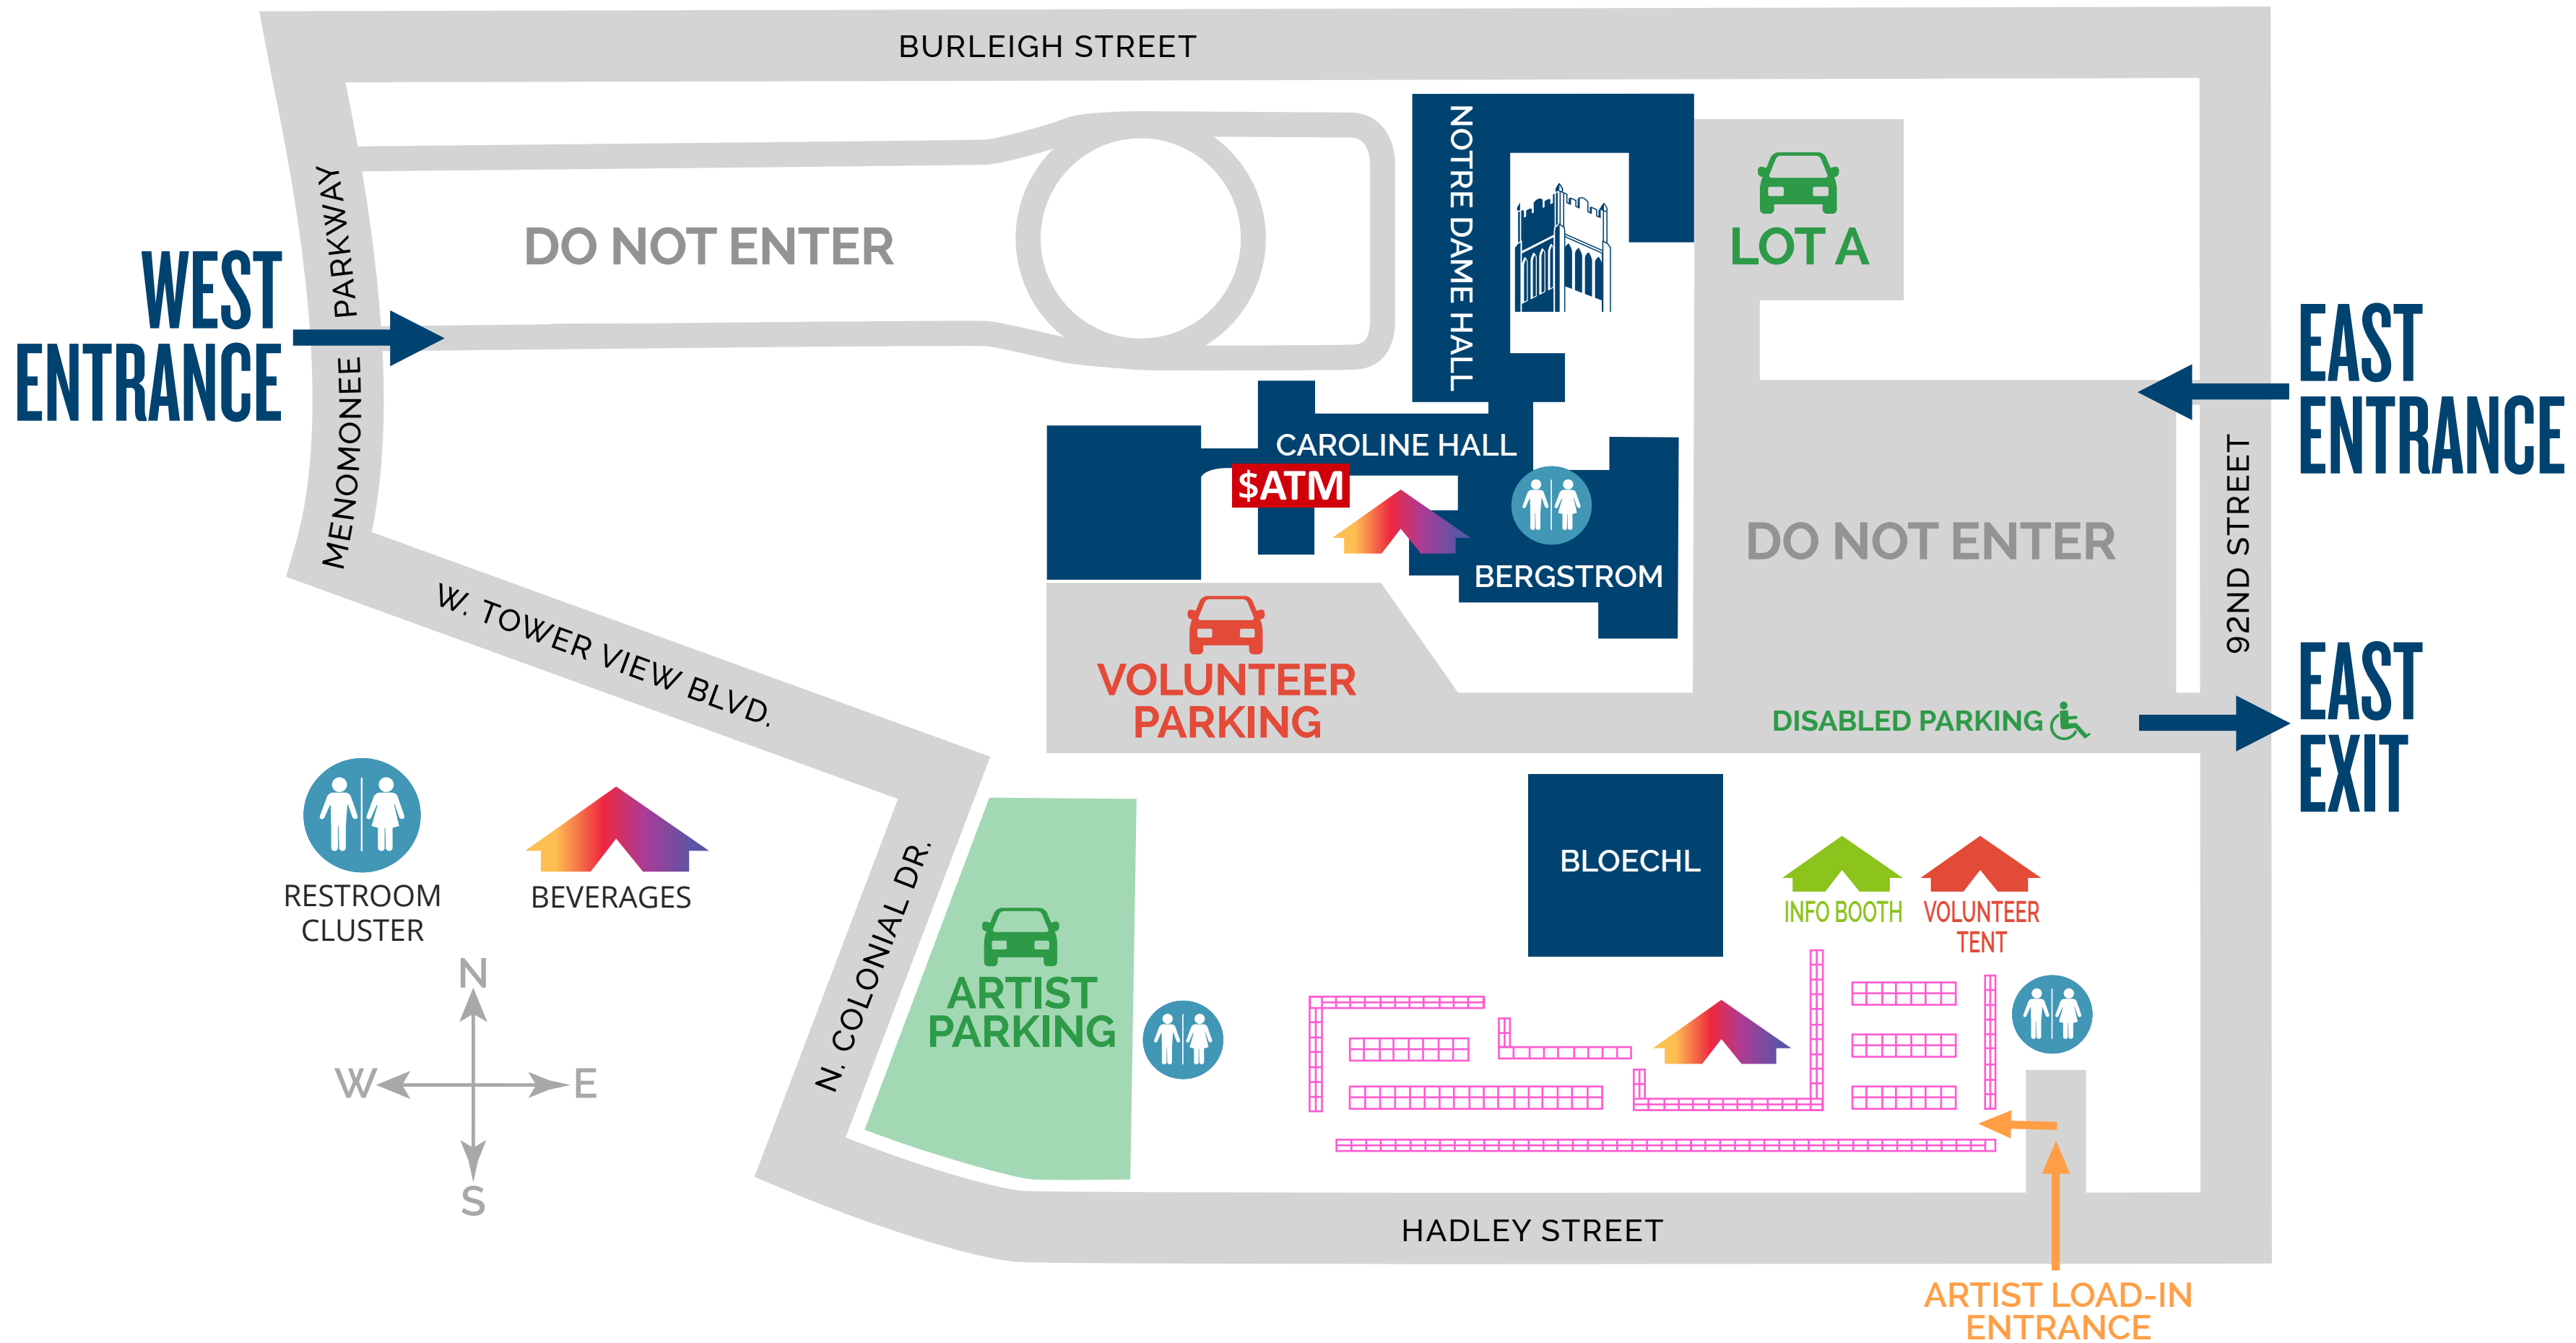 BURLEIGH STREET
NOTRE DAME HALL
LOT A
MENOMONEE PARKWAY
DO NOT ENTER
WEST
ENTRANCE
EAST
ENTRANCE
CAROLINE HALL
$ATM
BERGSTROM
DO NOT ENTER
92ND STREET
W. TOWER VIEW BLVD.
VOLUNTEER
PARKING
DISABLED PARKING
EAST
EXIT
RESTROOM
CLUSTER
BEVERAGES
N. COLONIAL DR.
BLOECHL
INFO BOOTH
VOLUNTEER
TENT
ARTIST
PARKING
N
W
E
S
HADLEY STREET
ARTIST LOAD-IN
ENTRANCE